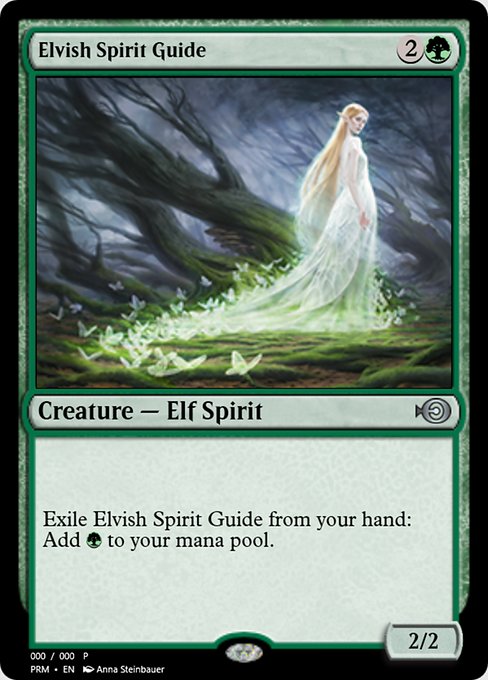 Elvish Spirit Guide 2
Creature — Elf Spirit
Exile Elvish Spirit Guide from your hand:
Add to your mana pool.
2/2
000 / 000 P
PRM • EN Anna Steinbauer